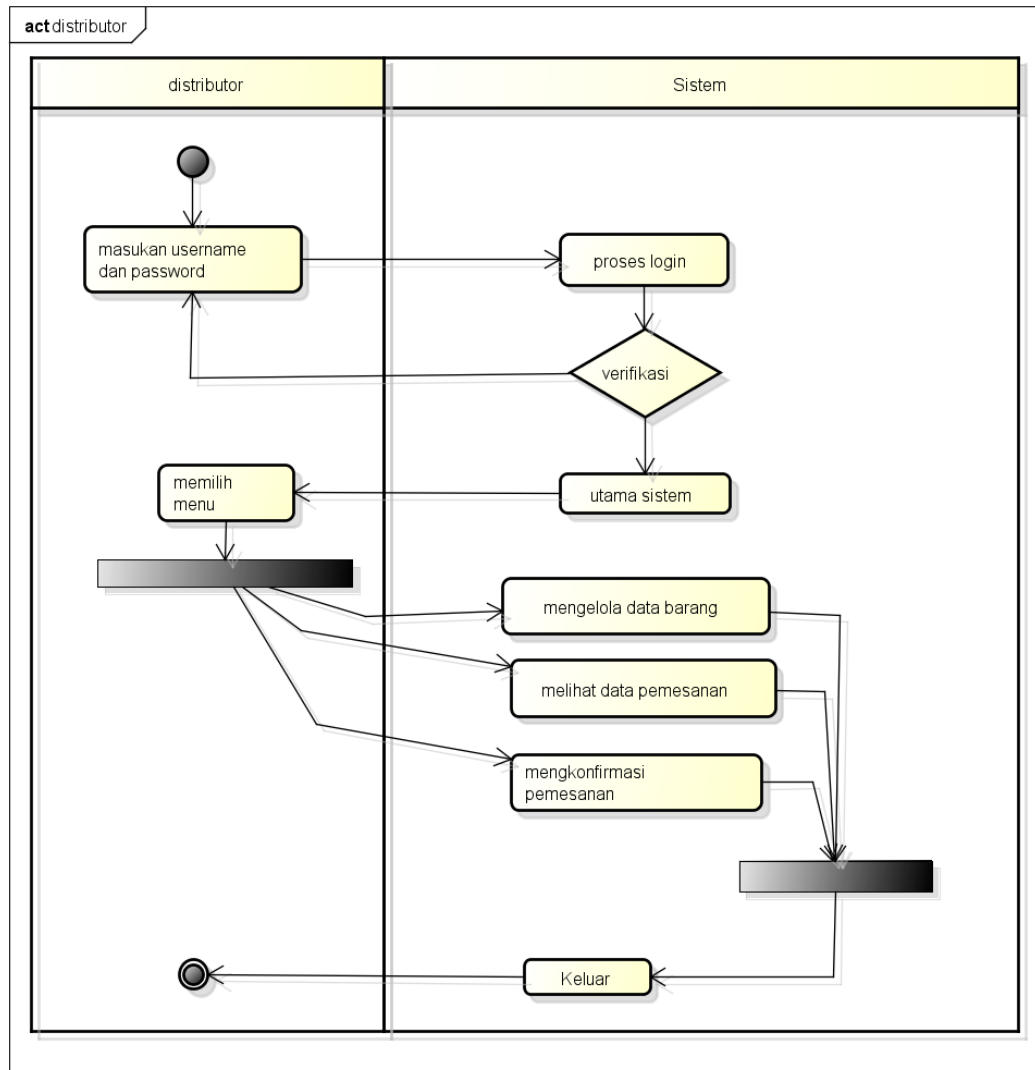 act distributor
distributor
Sistem
masukan username
dan password
proses login
verifikasi
memilih
menu
utama sistem
mengelola data barang
melihat data pemesanan
mengkonfirmasi
pemesanan
Keluar